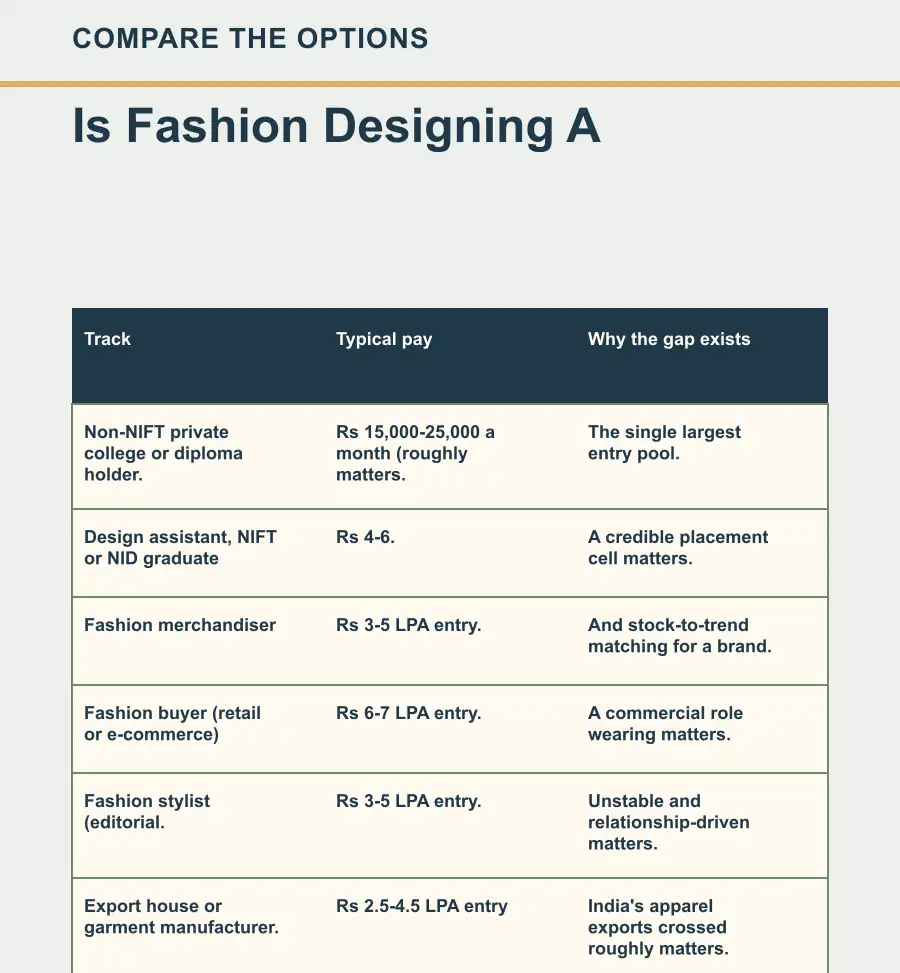 COMPARE THE OPTIONS
Is Fashion Designing A
Track
Typical pay
Why the gap exists
Non-NIFT private
college or diploma
holder.
Rs 15,000-25,000 a
month (roughly
matters.
The single largest
entry pool.
Design assistant, NIFT
or NID graduate
Rs 4-6.
A credible placement
cell matters.
Fashion merchandiser
Rs 3-5 LPA entry.
And stock-to-trend
matching for a brand.
Fashion buyer (retail
or e-commerce)
Rs 6-7 LPA entry.
A commercial role
wearing matters.
Fashion stylist
(editorial.
Rs 3-5 LPA entry.
Unstable and
relationship-driven
matters.
Export house or
garment manufacturer.
Rs 2.5-4.5 LPA entry
India's apparel
exports crossed
roughly matters.